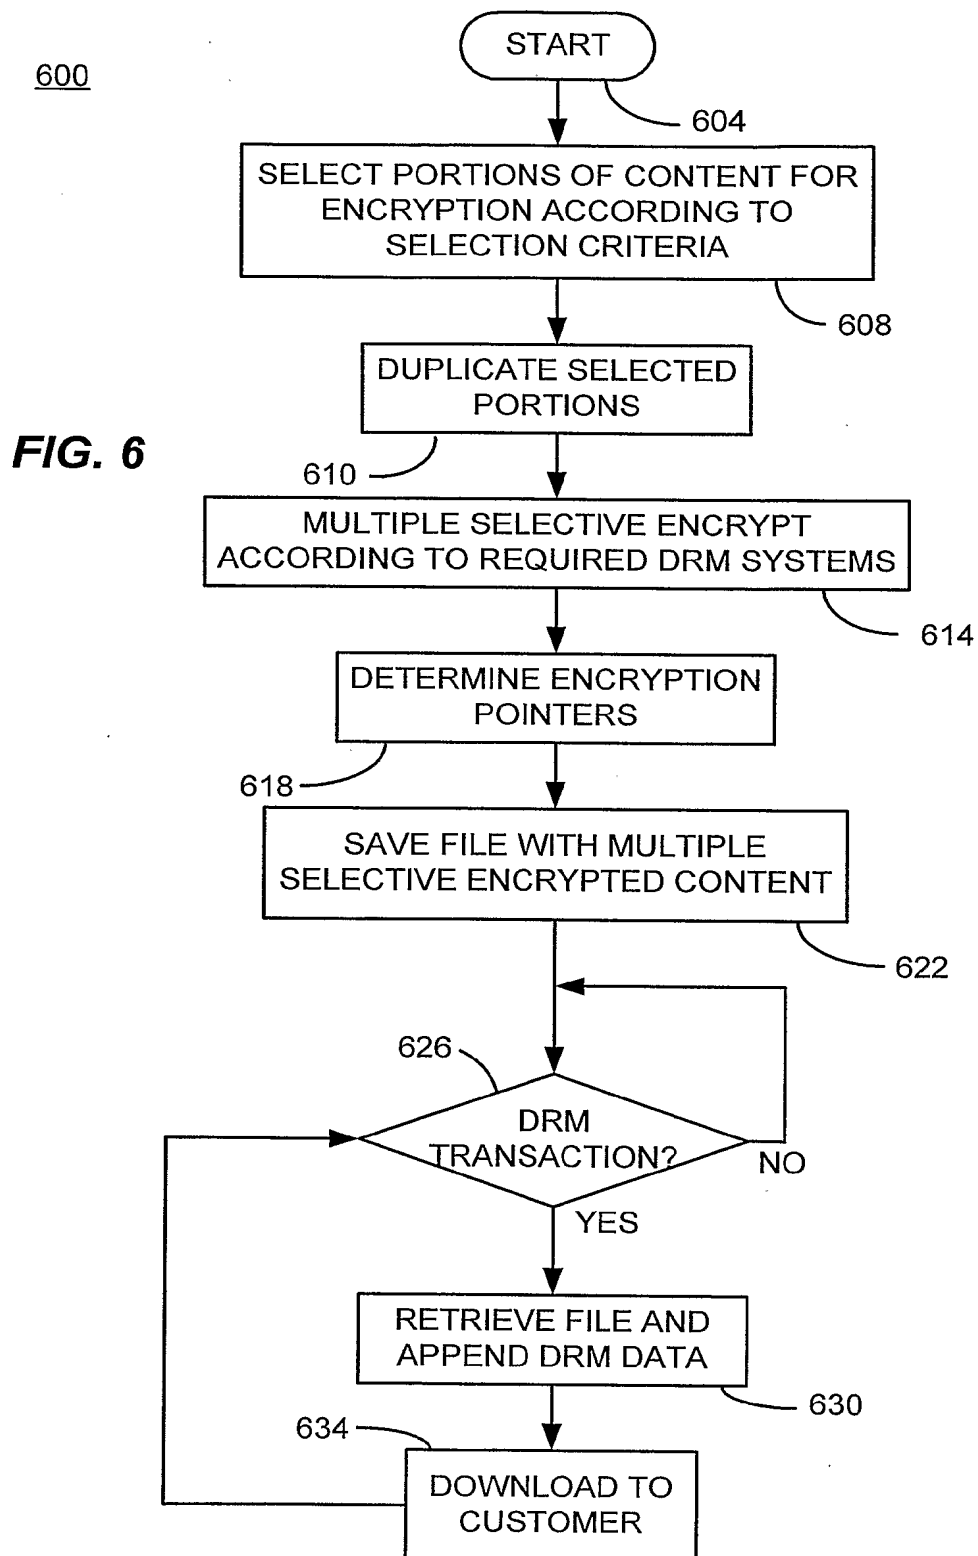 START
600
604
SELECT PORTIONS OF CONTENT FOR
ENCRYPTION ACCORDING TO
SELECTION CRITERIA
608
DUPLICATE SELECTED
PORTIONS
FIG. 6
610
MULTIPLE SELECTIVE ENCRYPT
ACCORDING TO REQUIRED DRM SYSTEMS
614
DETERMINE ENCRYPTION
POINTERS
618
SAVE FILE WITH MULTIPLE
SELECTIVE ENCRYPTED CONTENT
622
626
DRM
TRANSACTION?
NO
YES
RETRIEVE FILE AND
APPEND DRM DATA
630
634
DOWNLOAD TO
CUSTOMER